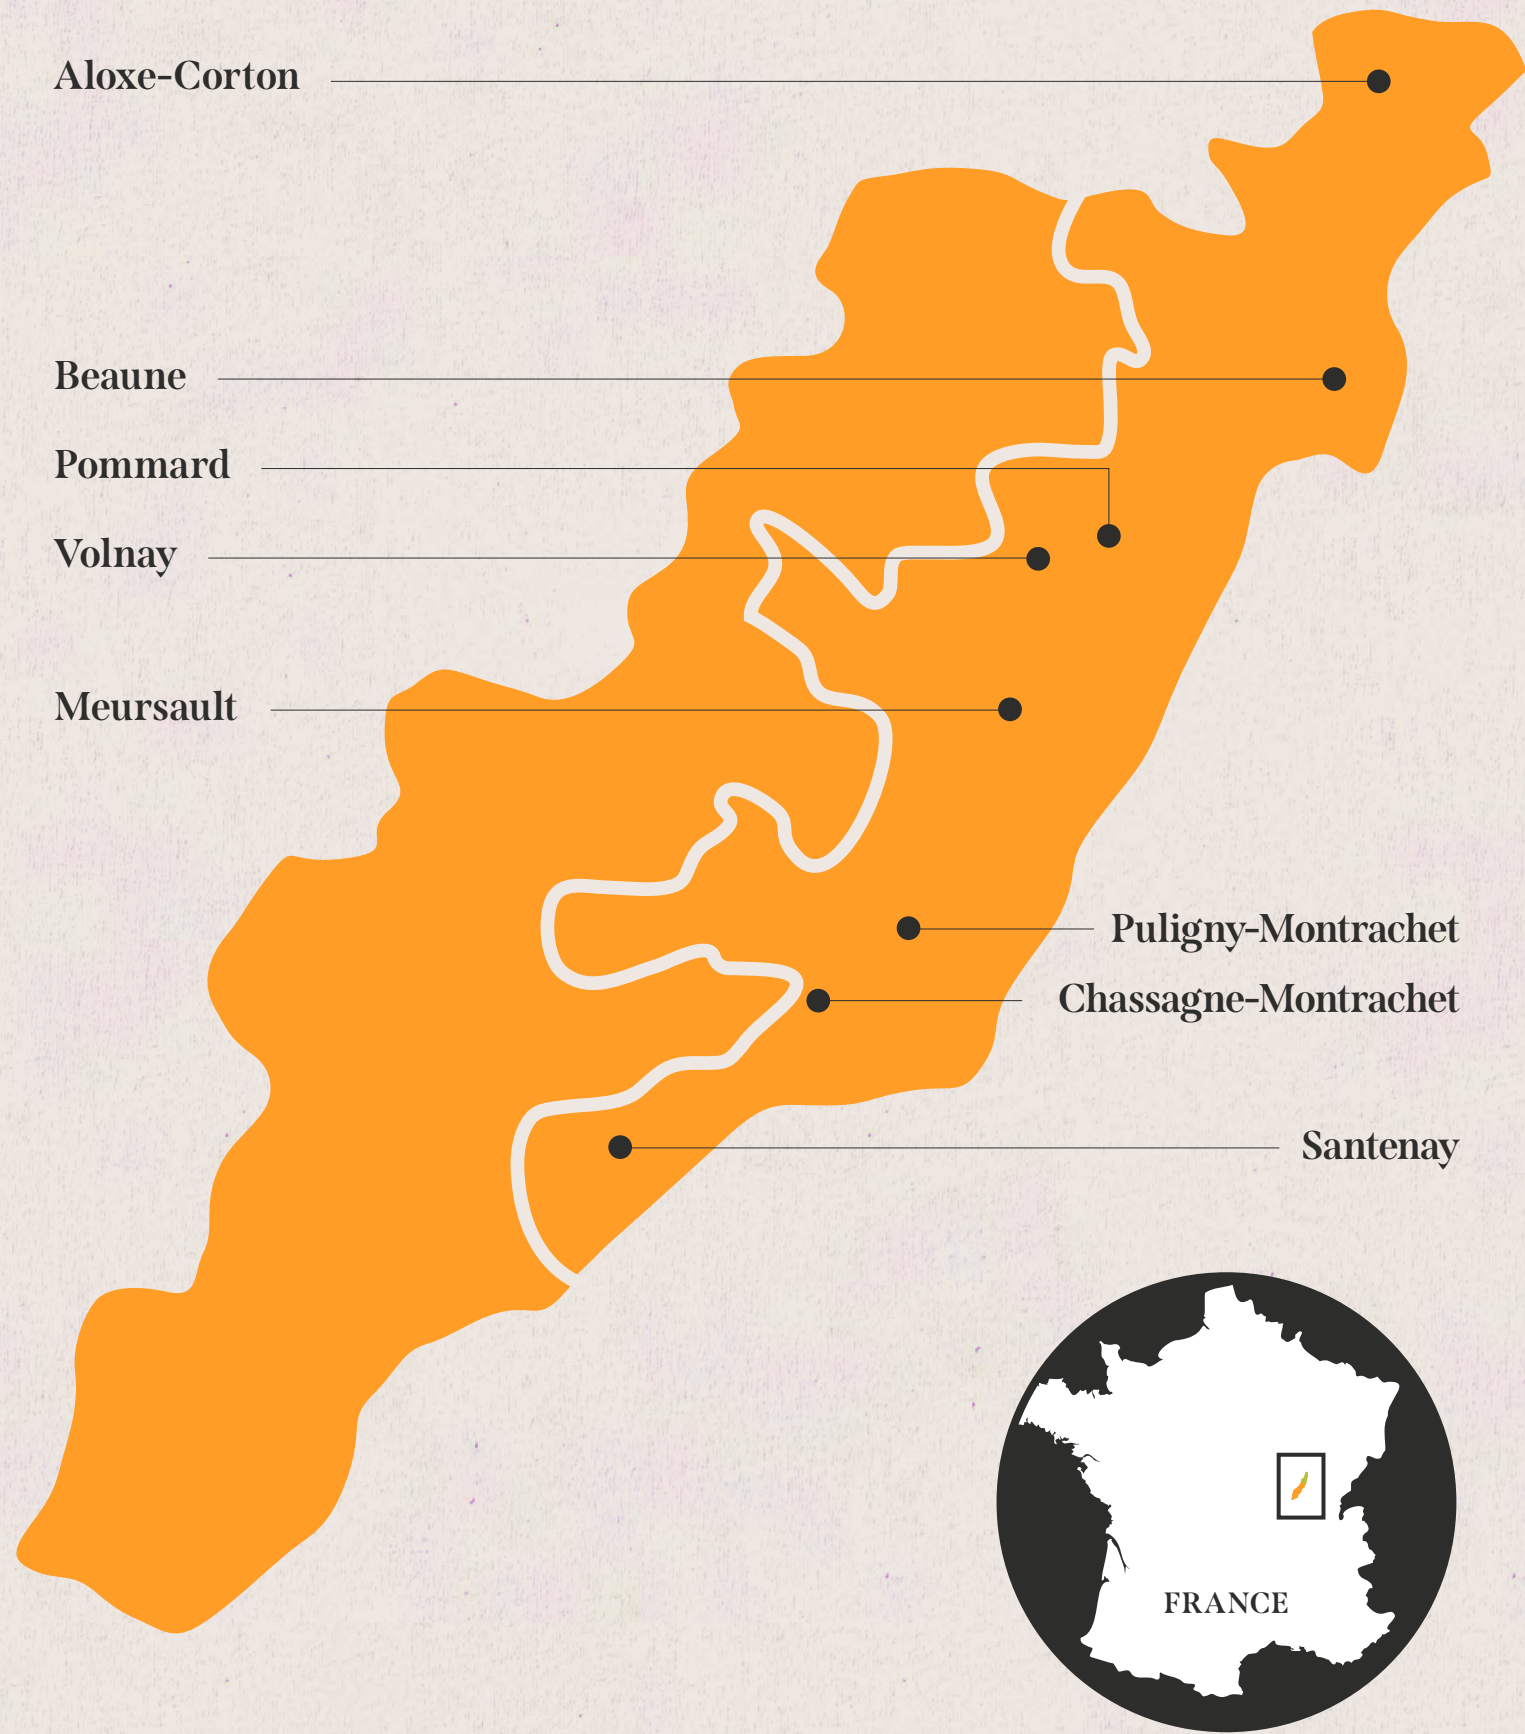 Aloxe-Corton
Beaune
Pommard
Volnay
Meursault
Puligny-Montrachet
Chassagne-Montrachet
Santenay
FRANCE